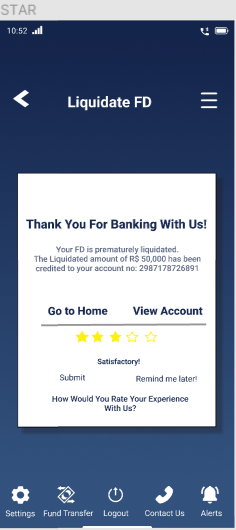 STAR
10:52
Liquidate FD
Thank You For Banking With Us!
Your FD is prematurely liquidated.
The Liquidated amount of R$ 50,000 has been
credited to your account no: 2987178726891
Go to Home View Account
Satisfactory!
Submit Remind me later!
How Would You Rate Your Experience
With Us?
Settings Fund Transfer Logout Contact Us Alerts